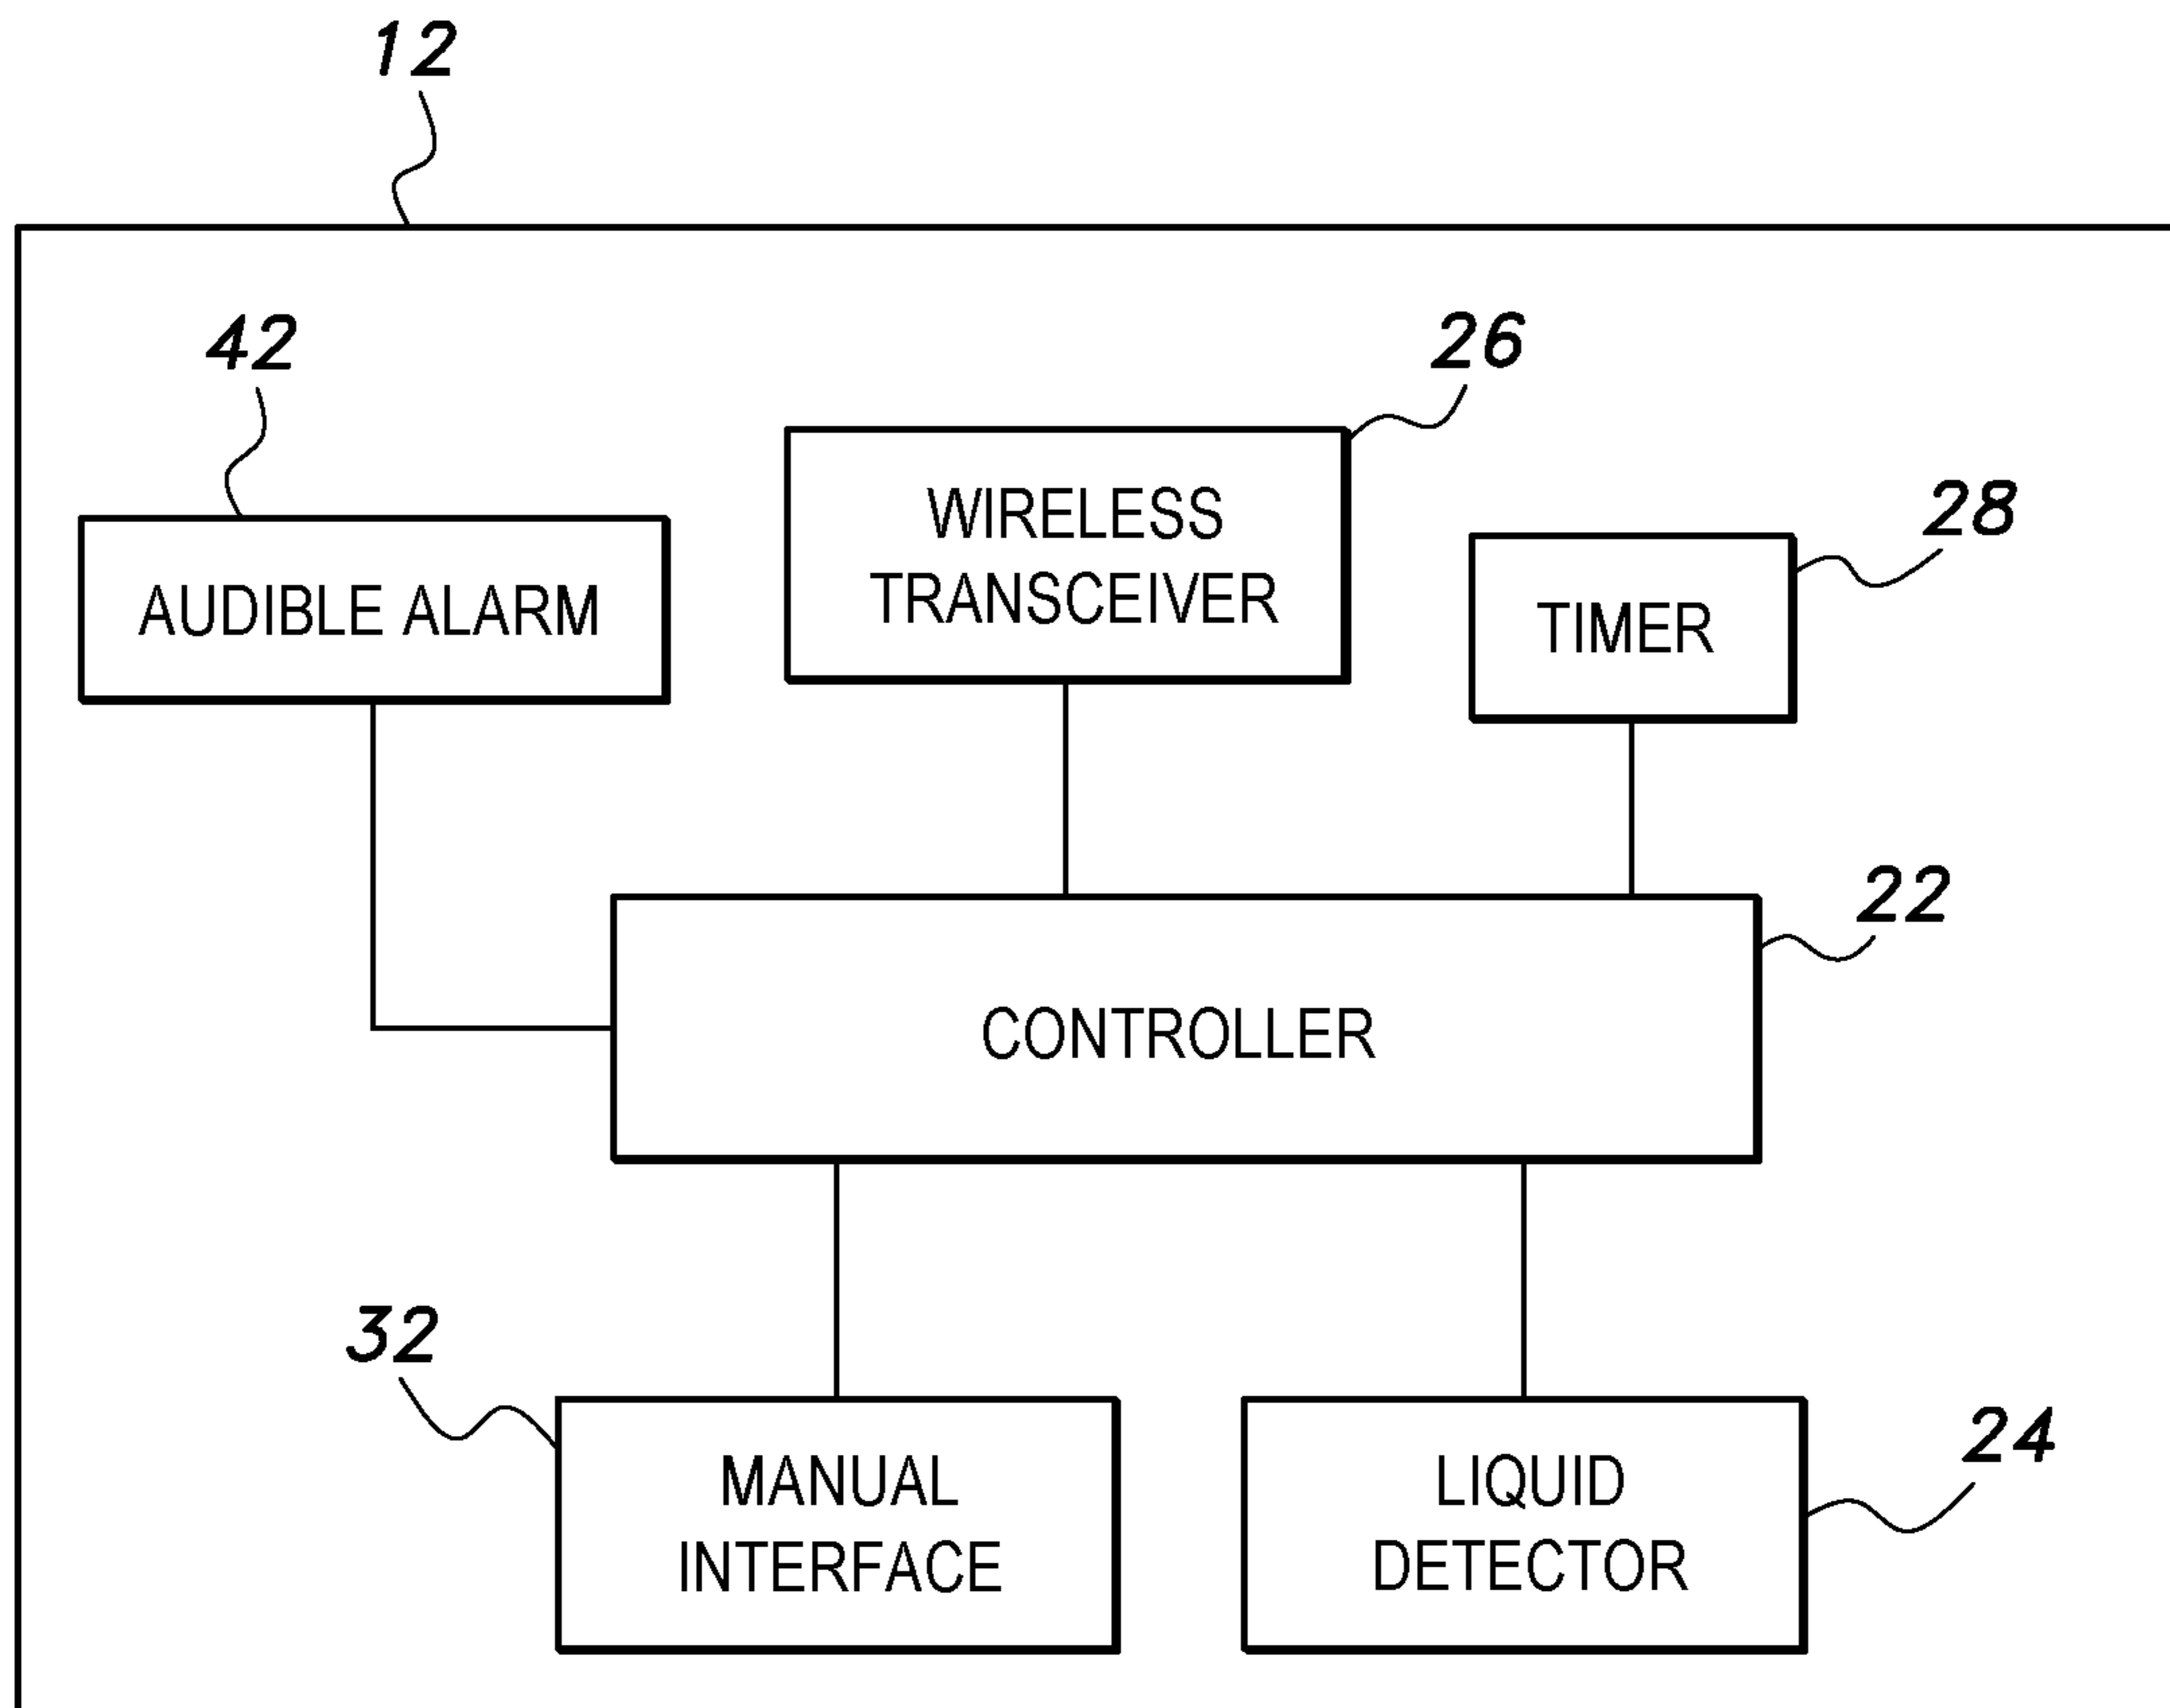 12
42
26
28
WIRELESS
TRANSCEIVER
AUDIBLE ALARM
TIMER
22
CONTROLLER
32
24
MANUAL
INTERFACE
LIQUID
DETECTOR